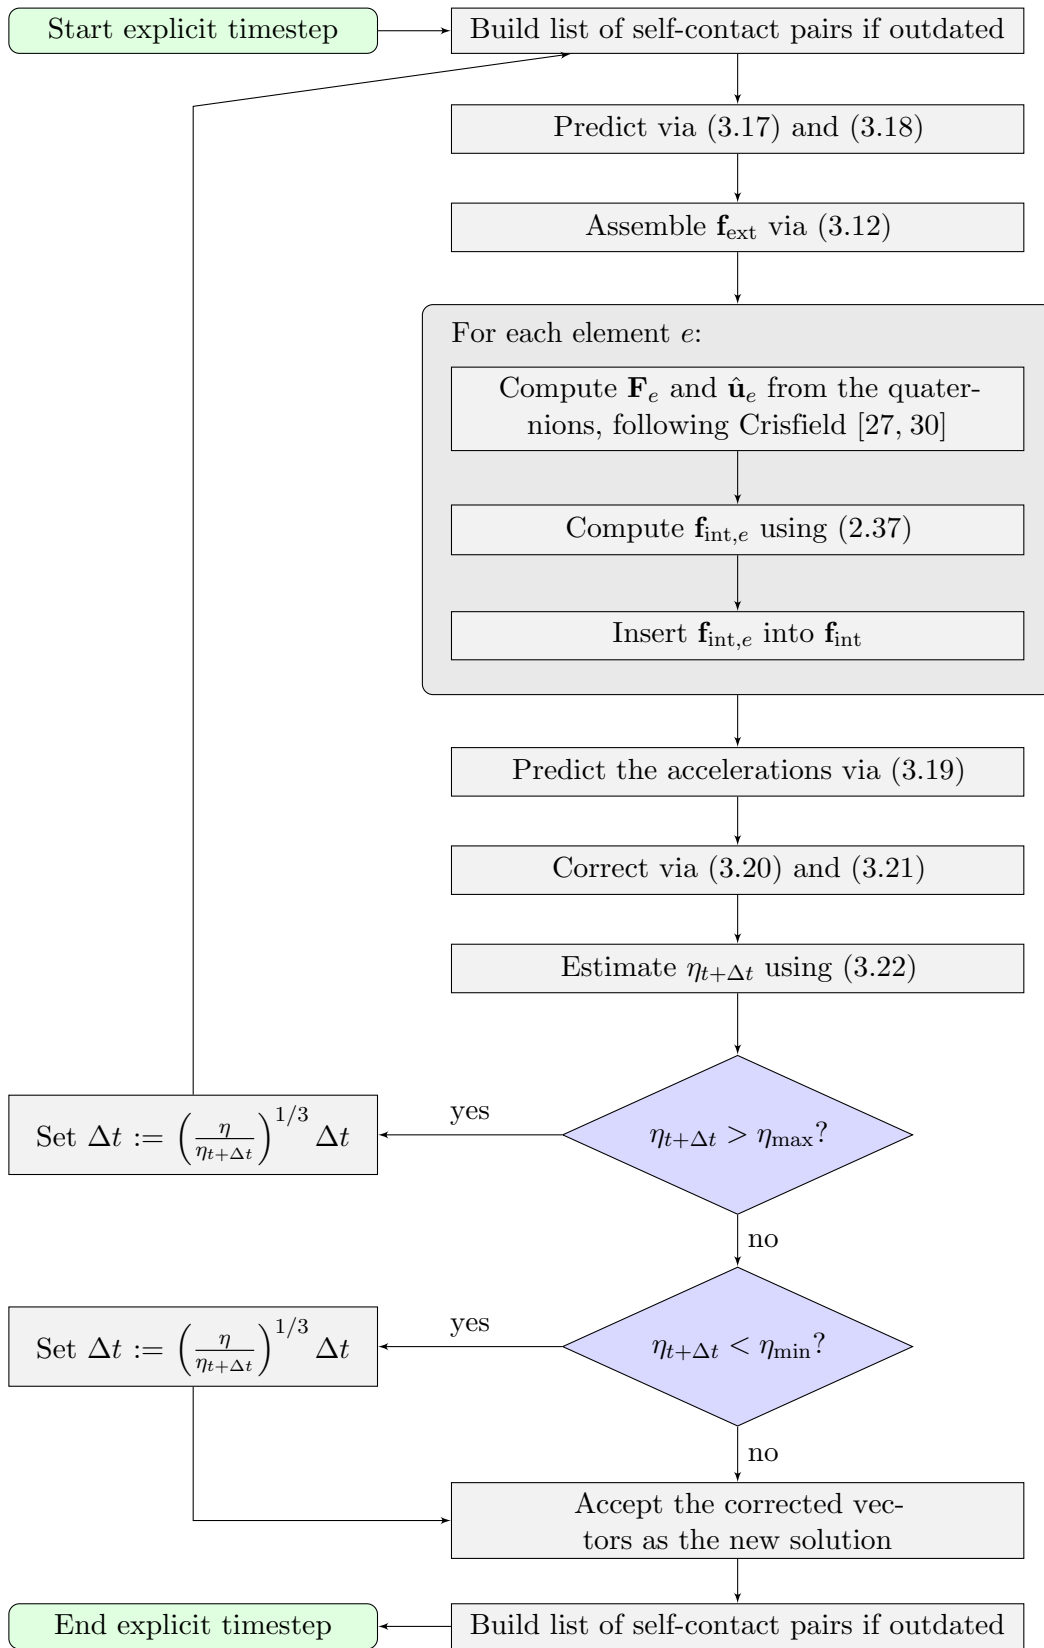 Start explicit timestep
Build list of self-contact pairs if outdated
Predict via (3.17) and (3.18)
Assemble f_ext via (3.12)
For each element e:
Compute F_e and û_e from the quater-
nions, following Crisfield [27, 30]
Compute f_int,e using (2.37)
Insert f_int,e into f_int
Predict the accelerations via (3.19)
Correct via (3.20) and (3.21)
Estimate η_{t+Δt} using (3.22)
η_{t+Δt} > η_max?
yes
Set Δt := (η/η_{t+Δt})^{1/3} Δt
no
η_{t+Δt} < η_min?
yes
Set Δt := (η/η_{t+Δt})^{1/3} Δt
no
Accept the corrected vec-
tors as the new solution
Build list of self-contact pairs if outdated
End explicit timestep